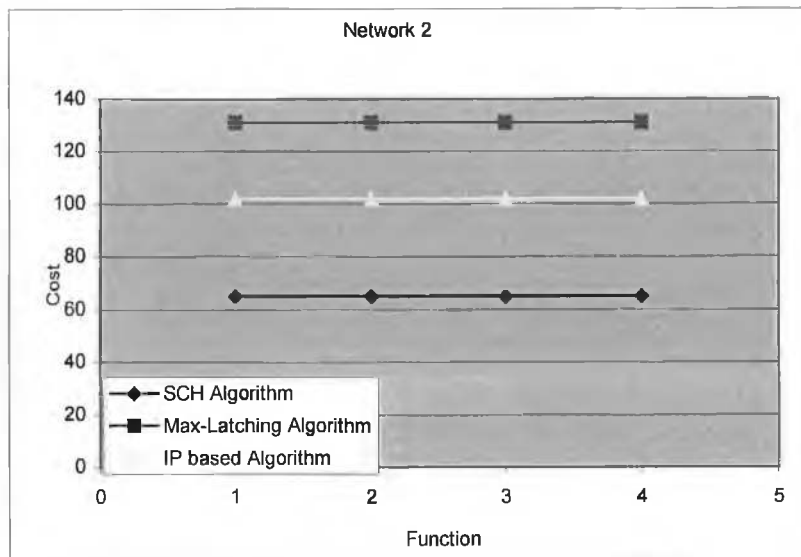 Network 2
140
120
100
80
60
40
20
0
Cost
SCH Algorithm
Max-Latching Algorithm
IP based Algorithm
0 1 2 3 4 5
Function